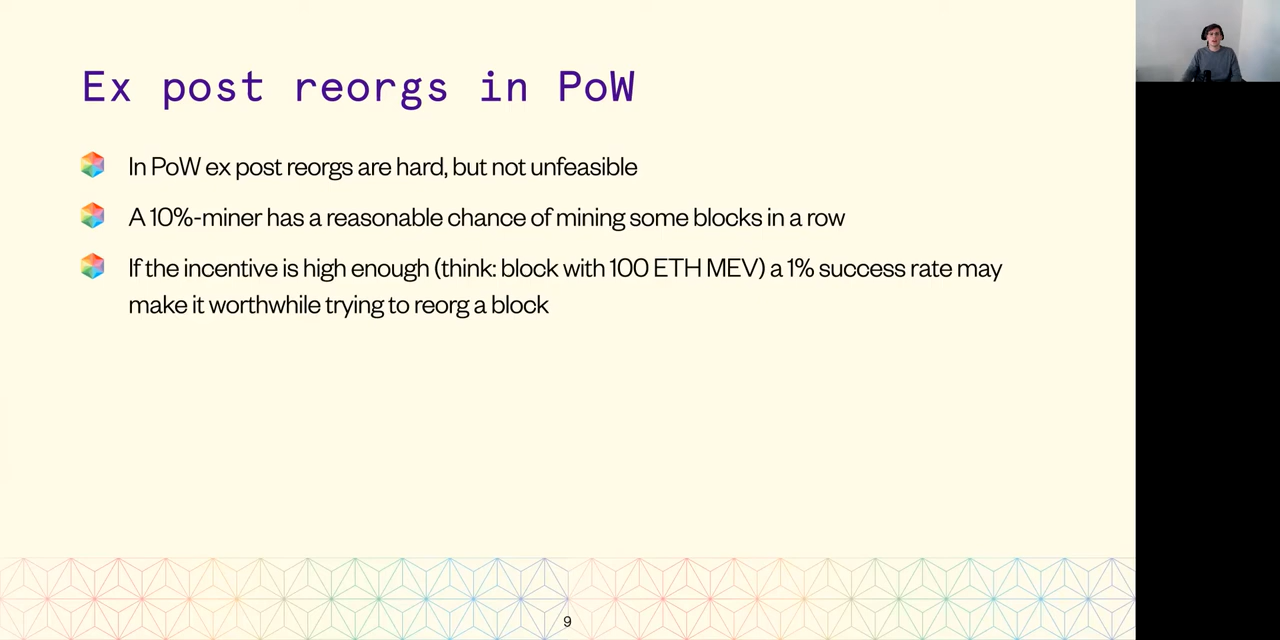 Ex post reorgs in PoW
In PoW ex post reorgs are hard, but not unfeasible
A 10%-miner has a reasonable chance of mining some blocks in a row
If the incentive is high enough (think: block with 100 ETH MEV) a 1% success rate may
make it worthwhile trying to reorg a block
9